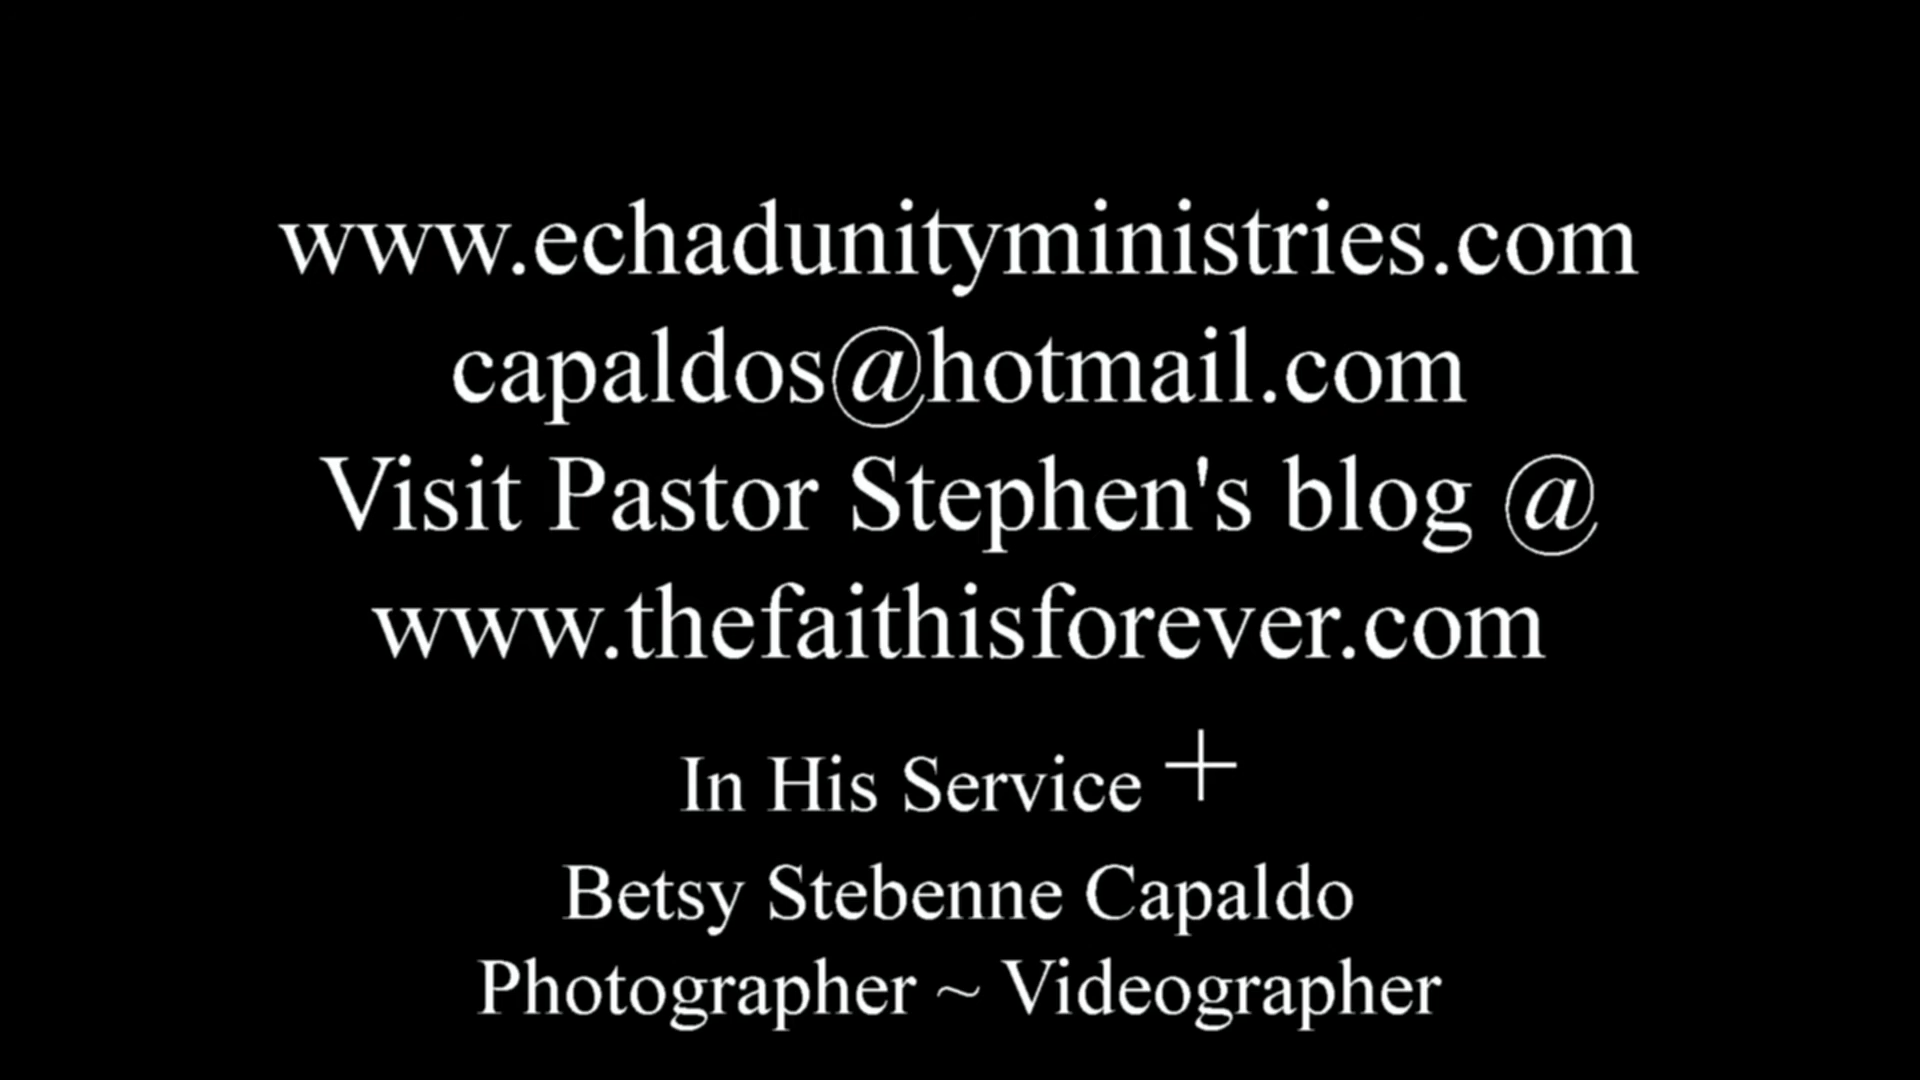 www.echadunityministries.com
capaldos@hotmail.com
Visit Pastor Stephen's blog @
www.thefaithisforever.com
In His Service +
Betsy Stebenne Capaldo
Photographer ~ Videographer